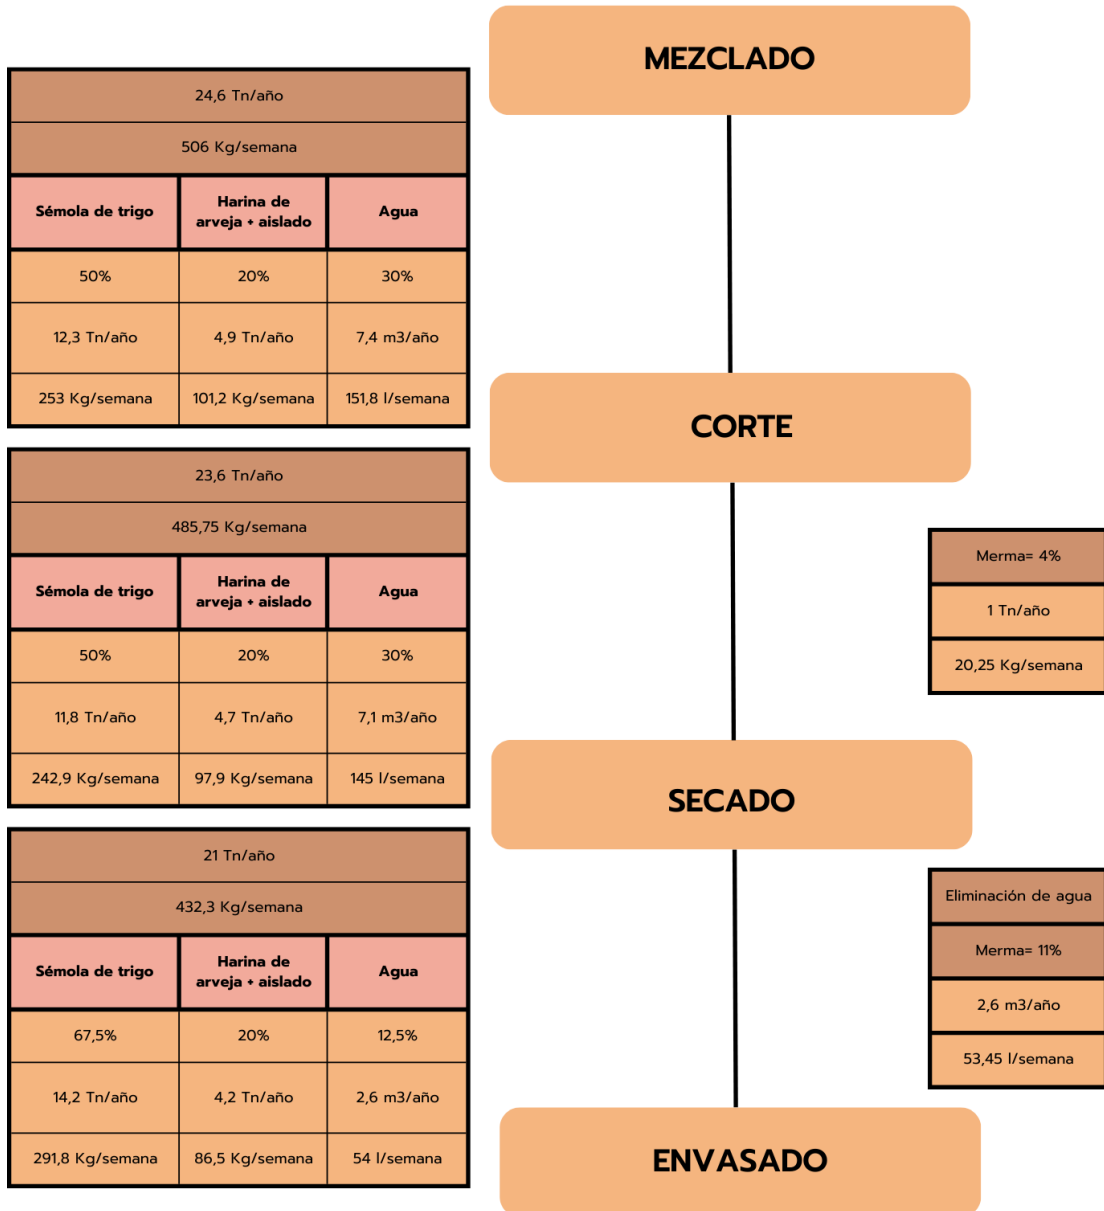 MEZCLADO
24,6 Tn/año
506 Kg/semana
Sémola de trigo
Harina de
arveja + aislado
Agua
50%
20%
30%
12,3 Tn/año
4,9 Tn/año
7,4 m3/año
253 Kg/semana
101,2 Kg/semana
151,8 l/semana
CORTE
23,6 Tn/año
485,75 Kg/semana
Sémola de trigo
Harina de
arveja + aislado
Agua
50%
20%
30%
11,8 Tn/año
4,7 Tn/año
7,1 m3/año
242,9 Kg/semana
97,9 Kg/semana
145 l/semana
Merma= 4%
1 Tn/año
20,25 Kg/semana
SECADO
21 Tn/año
432,3 Kg/semana
Sémola de trigo
Harina de
arveja + aislado
Agua
67,5%
20%
12,5%
14,2 Tn/año
4,2 Tn/año
2,6 m3/año
291,8 Kg/semana
86,5 Kg/semana
54 l/semana
Eliminación de agua
Merma= 11%
2,6 m3/año
53,45 l/semana
ENVASADO